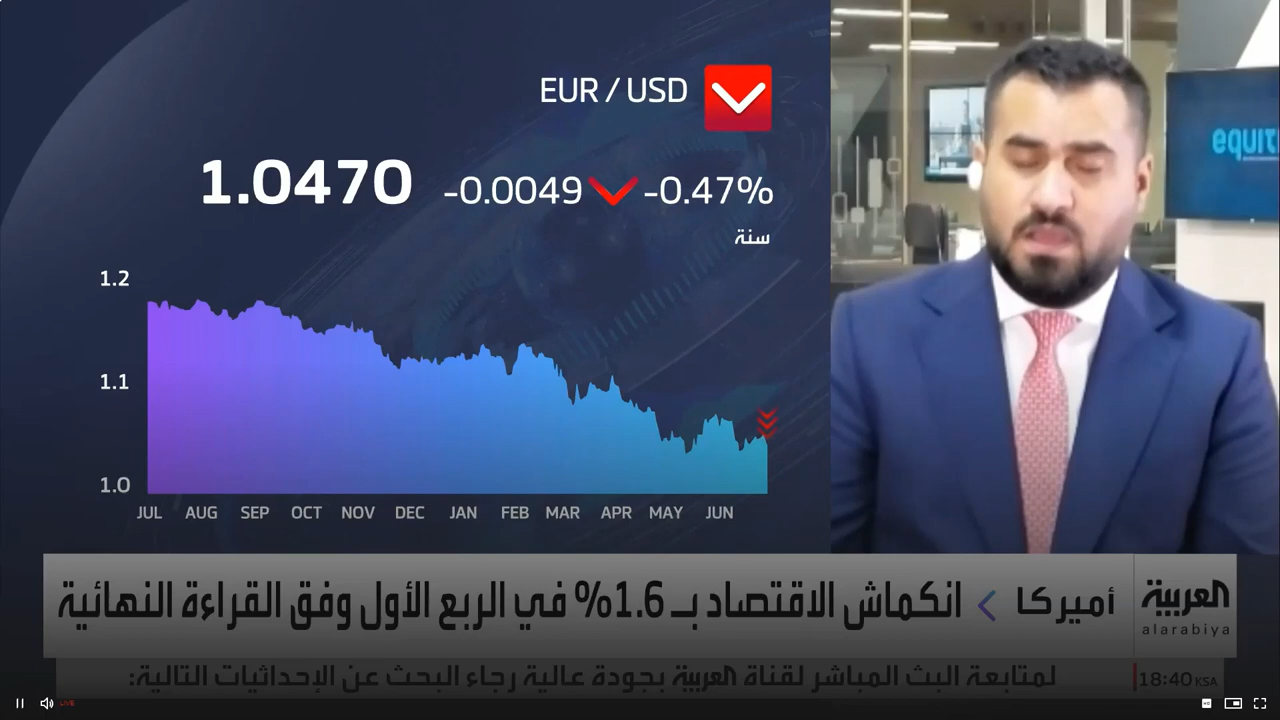 EUR / USD
1.0470 -0.0049 -0.47%
سنة
1.2
1.1
1.0
JUL AUG SEP OCT NOV DEC JAN FEB MAR APR MAY JUN
equiti
العربية
alarabiya
أميركا
انكماش الاقتصاد بـ 1.6% في الربع الأول وفق القراءة النهائية
18:40 KSA
لمتابعة البث المباشر لقناة العربية بجودة عالية رجاء البحث عن الإحداثيات التالية:
LIVE
HD